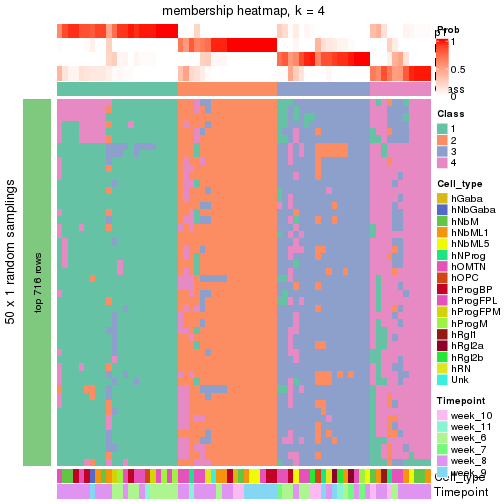 membership heatmap, k = 4
50 x 1 random samplings
top 716 rows
Prob
1
0.5
0
Class
1
2
3
4
Cell_type
hGaba
hNbGaba
hNbM
hNbML1
hNbML5
hNProg
hOMTN
hOPC
hProgBP
hProgFPL
hProgFPM
hProgM
hRgl1
hRgl2a
hRgl2b
hRN
Unk
Timepoint
week_10
week_11
week_6
week_7
week_8
week_9
Cell_type
Timepoint